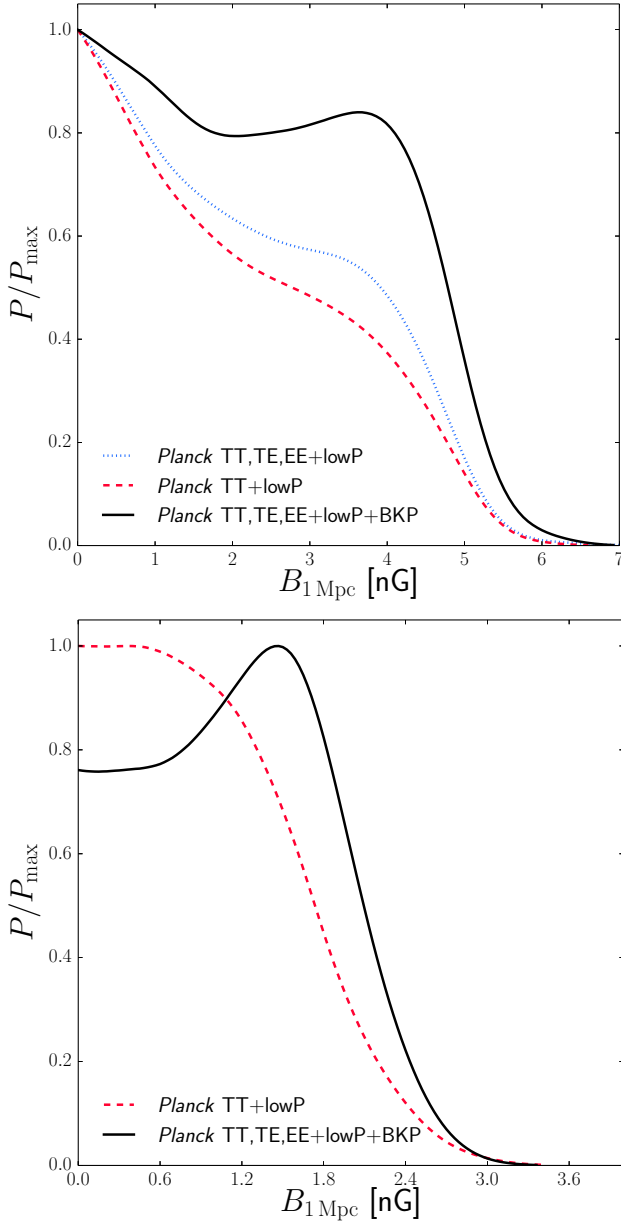 1.0
0.8
0.6
0.4
0.2
0.0
P/P_max
Planck TT,TE,EE+lowP
Planck TT+lowP
Planck TT,TE,EE+lowP+BKP
0 1 2 3 4 5 6 7
B_1 Mpc [nG]
1.0
0.8
0.6
0.4
0.2
0.0
P/P_max
Planck TT+lowP
Planck TT,TE,EE+lowP+BKP
0.0 0.6 1.2 1.8 2.4 3.0 3.6
B_1 Mpc [nG]